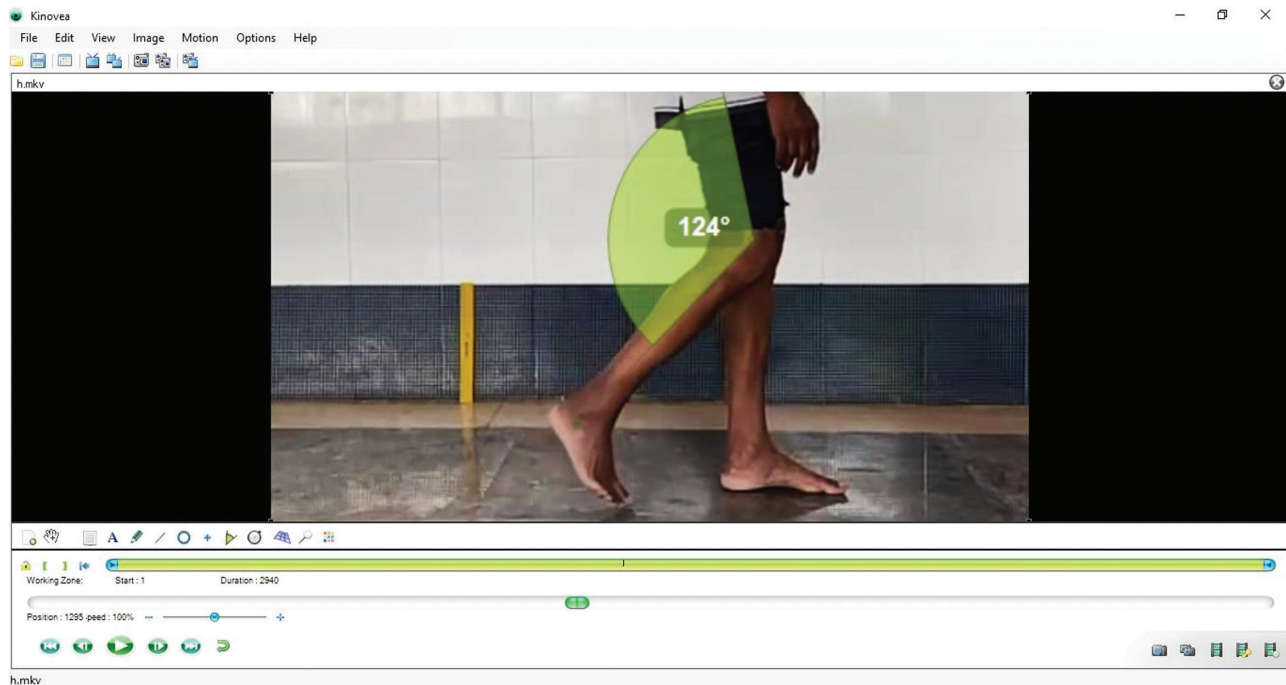 Kinovea
File Edit View Image Motion Options Help
h.mkv
124°
A
Working Zone: Start : 1 Duration : 2940
Position : 1295 peed : 100%
h.mkv